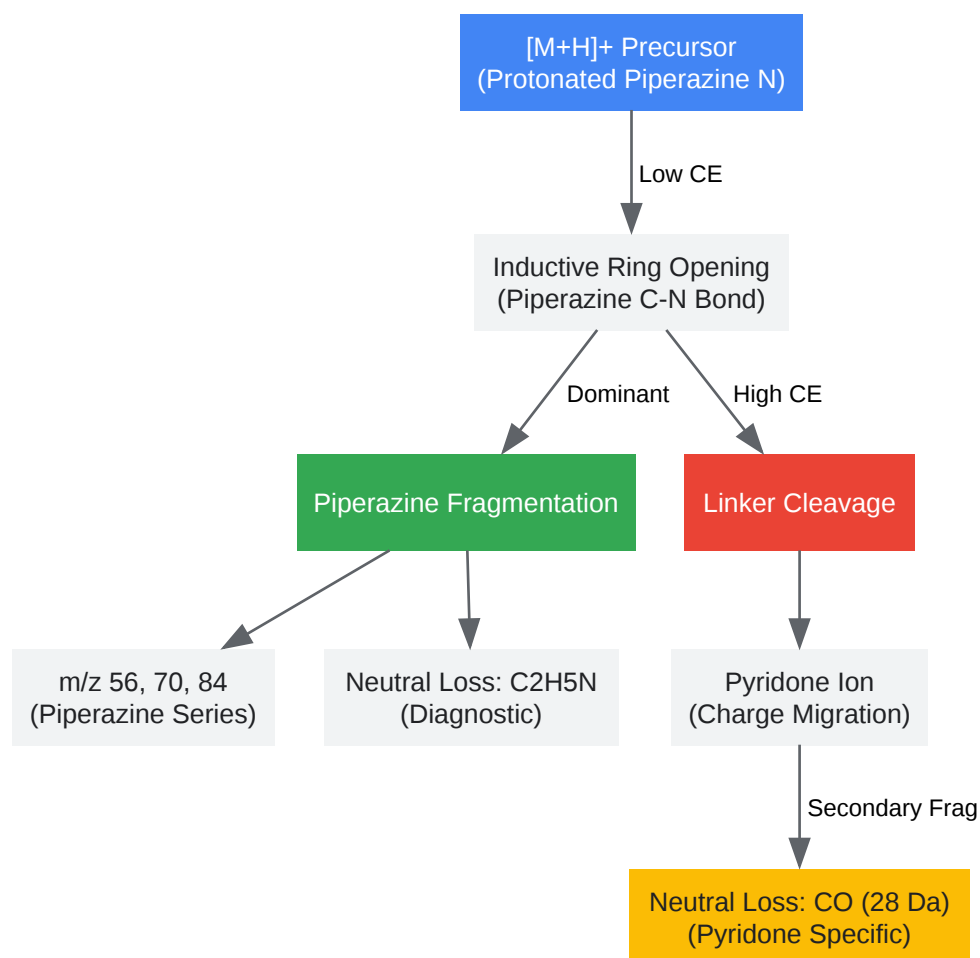 [M+H]+ Precursor
(Protonated Piperazine N)
Low CE
Inductive Ring Opening
(Piperazine C-N Bond)
Dominant
High CE
Piperazine Fragmentation
Linker Cleavage
m/z 56, 70, 84
(Piperazine Series)
Neutral Loss: C2H5N
(Diagnostic)
Pyridone Ion
(Charge Migration)
Secondary Frag
Neutral Loss: CO (28 Da)
(Pyridone Specific)